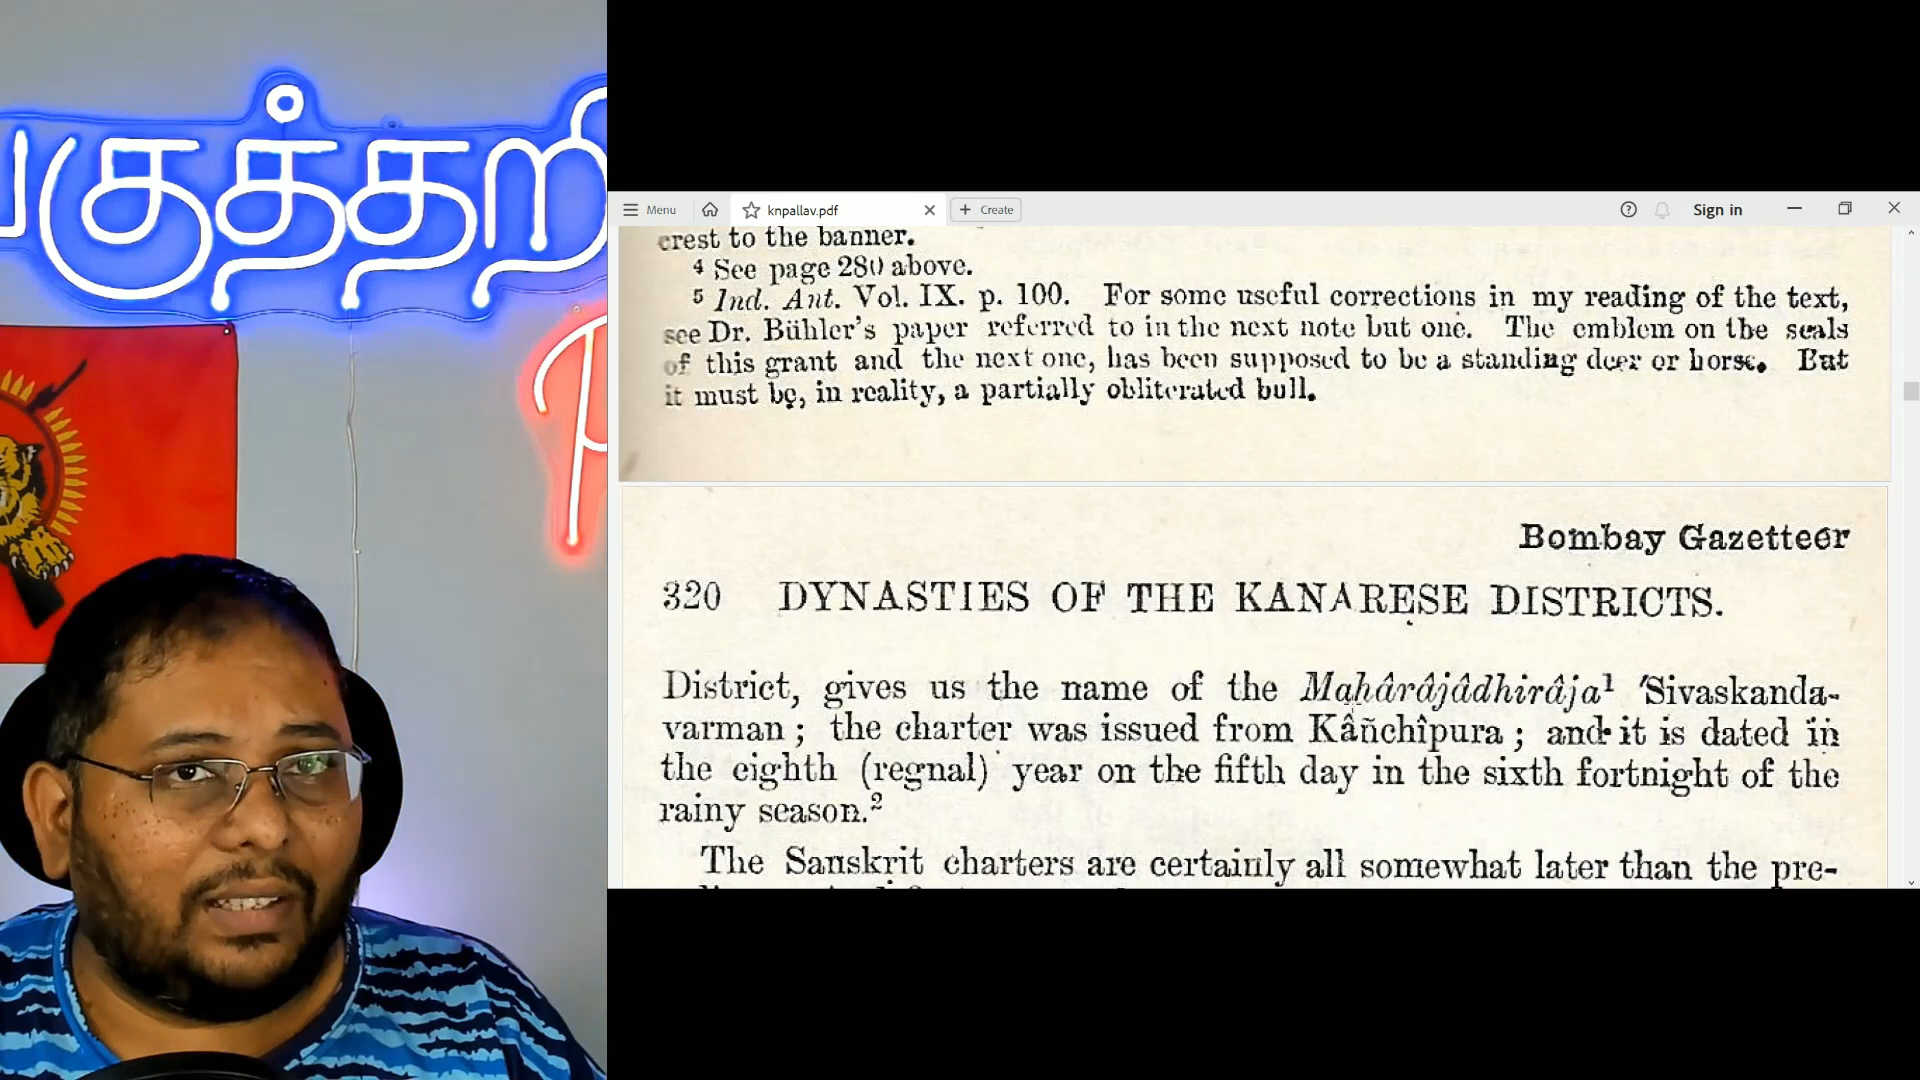 குத்தறி
Menu
knpallav.pdf
Create
Sign in
crest to the banner.
4 See page 280 above.
5 Ind. Ant. Vol. IX. p. 100. For some useful corrections in my reading of the text,
see Dr. Bühler's paper referred to in the next note but one. The emblem on the seals
of this grant and the next one, has been supposed to be a standing deer or horse. But
it must be, in reality, a partially obliterated bull.
Bombay Gazetteer
320 DYNASTIES OF THE KANARESE DISTRICTS.
District, gives us the name of the Mahârâjâdhirâja1 'Sivaskanda-
varman ; the charter was issued from Kâñchîpura ; and it is dated in
the eighth (regnal) year on the fifth day in the sixth fortnight of the
rainy season.2
The Sanskrit charters are certainly all somewhat later than the pre-